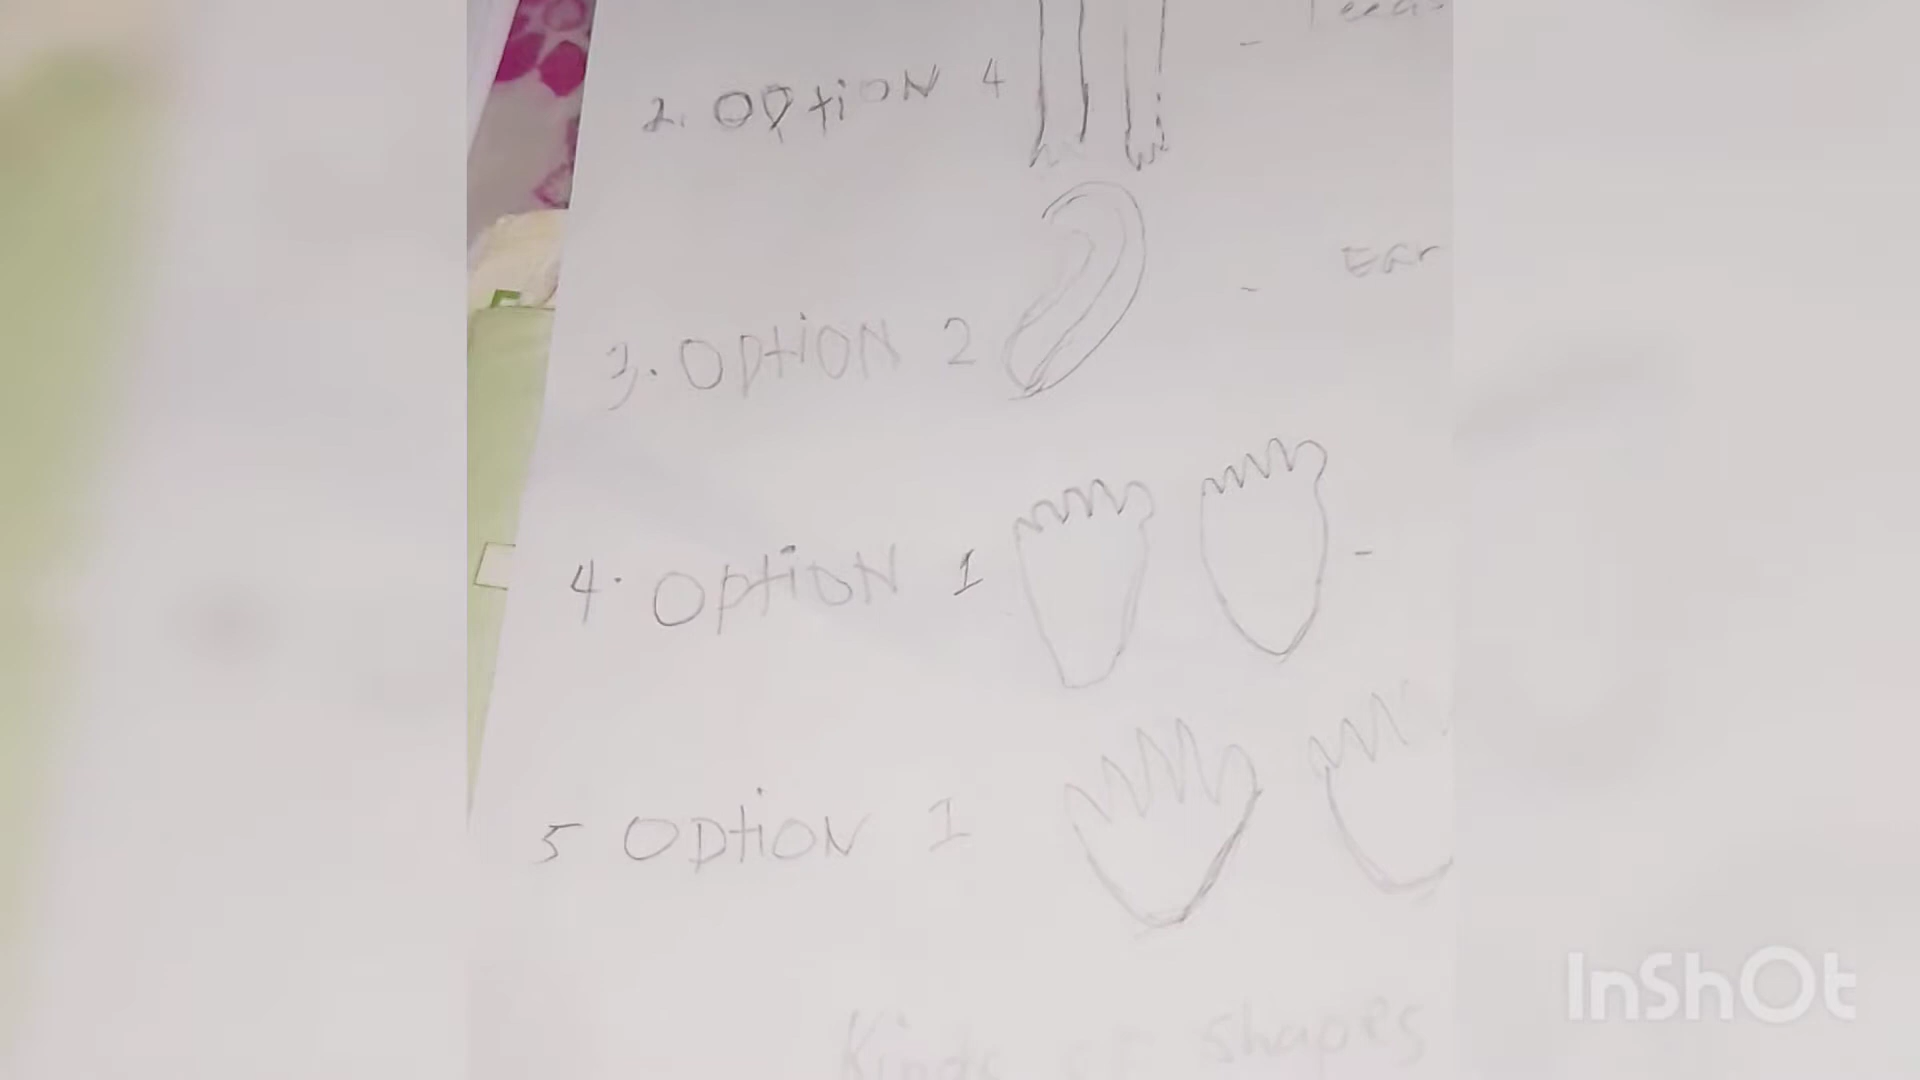 2. OPtiON 4
- Ear
3. OPtiON 2
4. OPtiON 1 -
5 OPtiON 1
Kinds of shapes
InShOt